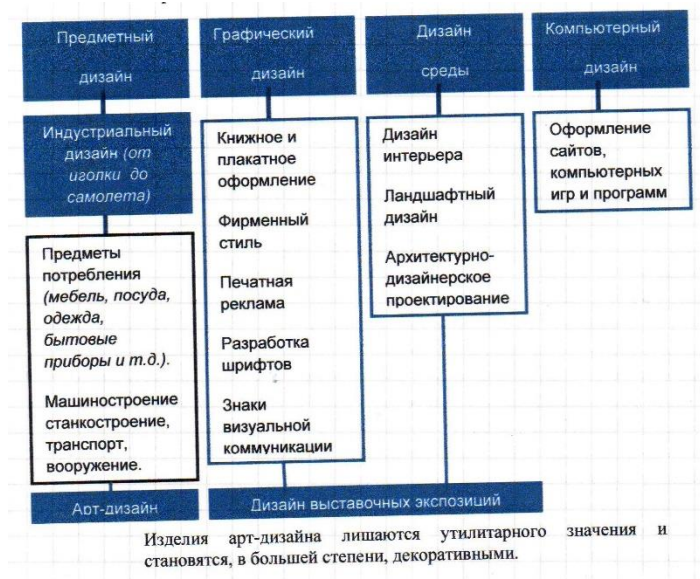 Предметный
дизайн
Графический
дизайн
Дизайн
среды
Компьютерный
дизайн
Индустриальный
дизайн (от
иголки до
самолета)
Предметы
потребления
(мебель, посуда,
одежда,
бытовые
приборы и т.д.).
Машиностроение
станкостроение,
транспорт,
вооружение.
Книжное и
плакатное
оформление
Фирменный
стиль
Печатная
реклама
Разработка
шрифтов
Знаки
визуальной
коммуникации
Дизайн
интерьера
Ландшафтный
дизайн
Архитектурно-
дизайнерское
проектирование
Оформление
сайтов,
компьютерных
игр и программ
Арт-дизайн
Дизайн выставочных экспозиций
Изделия арт-дизайна лишаются утилитарного значения и
становятся, в большей степени, декоративными.